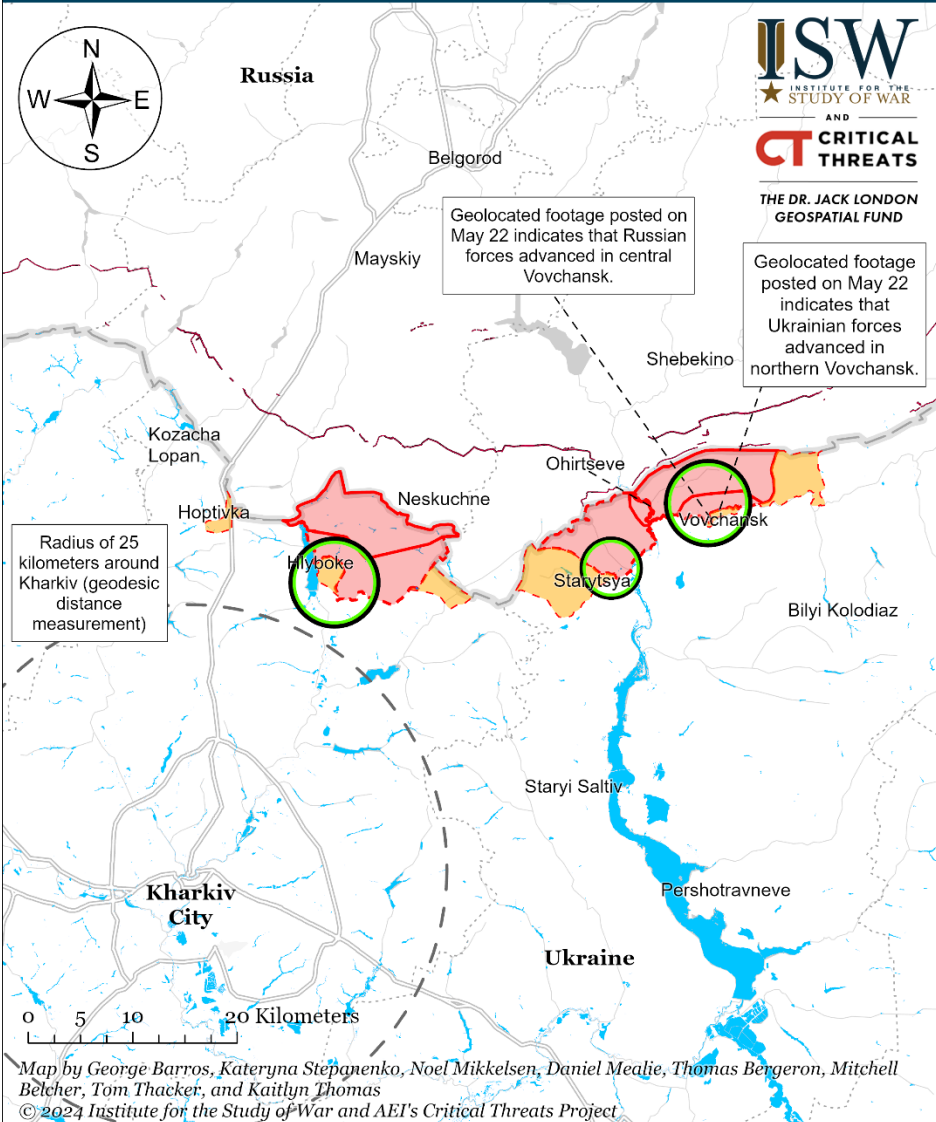 N
W
E
S
Russia
ISW
INSTITUTE FOR THE
STUDY OF WAR
AND
CT CRITICAL
THREATS
THE DR. JACK LONDON
GEOSPATIAL FUND
Belgorod
Geolocated footage posted on
May 22 indicates that Russian
forces advanced in central
Vovchansk.
Mayskiy
Geolocated footage
posted on May 22
indicates that
Ukrainian forces
advanced in
northern Vovchansk.
Shebekino
Kozacha
Lopan
Ohirtseve
Neskuchne
Hoptivka
Vovchansk
Radius of 25
kilometers around
Kharkiv (geodesic
distance
measurement)
Hlyboke
Starytsya
Bilyi Kolodiaz
Staryi Saltiv
Kharkiv
City
Pershotravneve
Ukraine
0 5 10 20 Kilometers
Map by George Barros, Kateryna Stepanenko, Noel Mikkelsen, Daniel Mealie, Thomas Bergeron, Mitchell
Belcher, Tom Thacker, and Kaitlyn Thomas
© 2024 Institute for the Study of War and AEI's Critical Threats Project